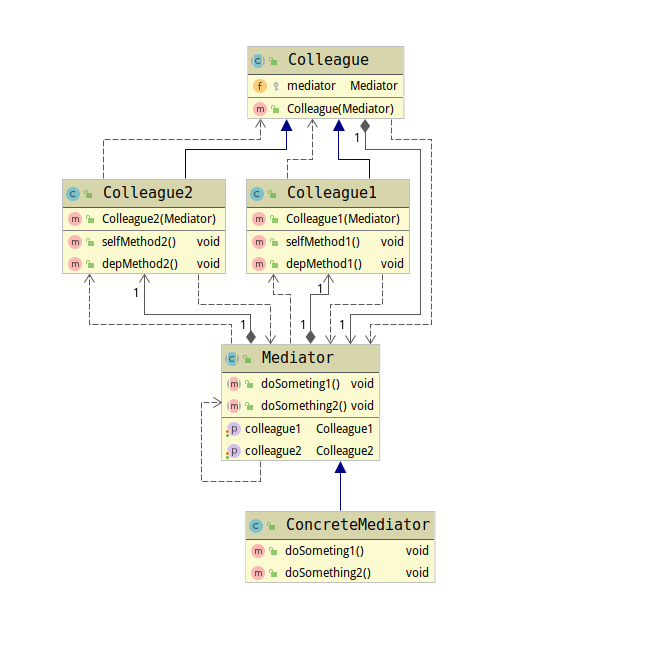 Colleague
mediator Mediator
Colleague(Mediator)
1
Colleague2
Colleague2(Mediator)
selfMethod2() void
depMethod2() void
Colleague1
Colleague1(Mediator)
selfMethod1() void
depMethod1() void
1
1
1
1
1
Mediator
doSometing1() void
doSomething2() void
colleague1 Colleague1
colleague2 Colleague2
ConcreteMediator
doSometing1() void
doSomething2() void